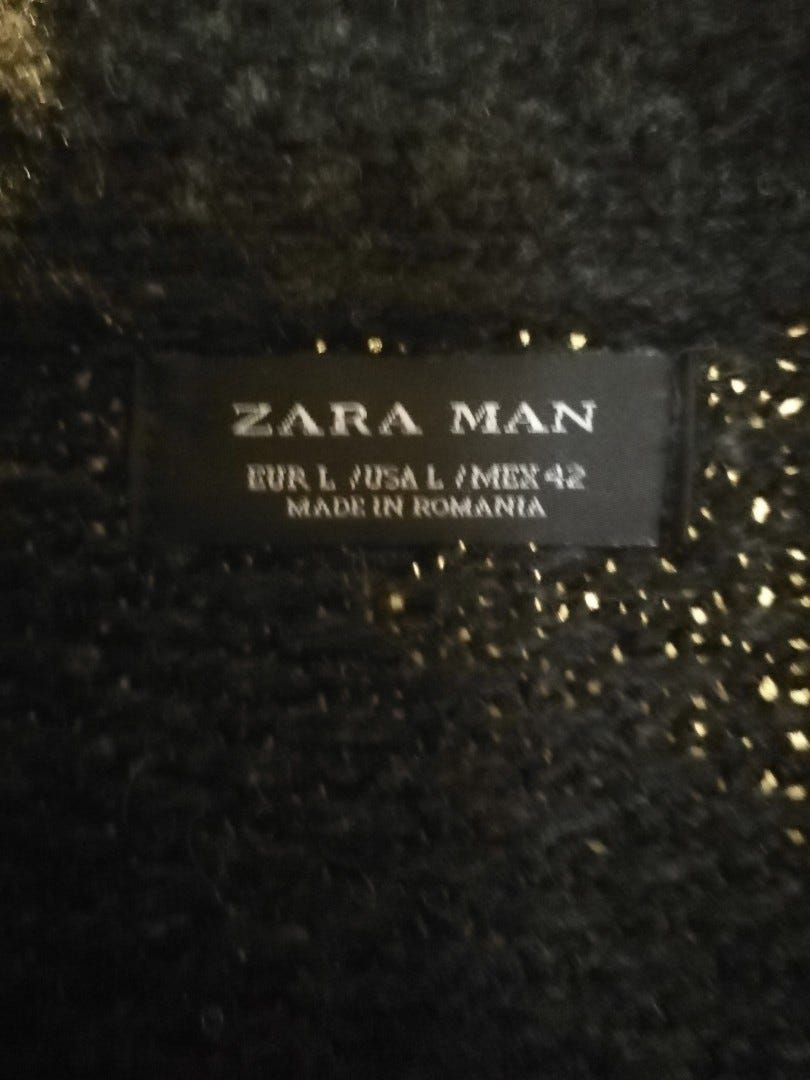 ZARA MAN
EUR L / USA L / MEX 42
MADE IN ROMANIA